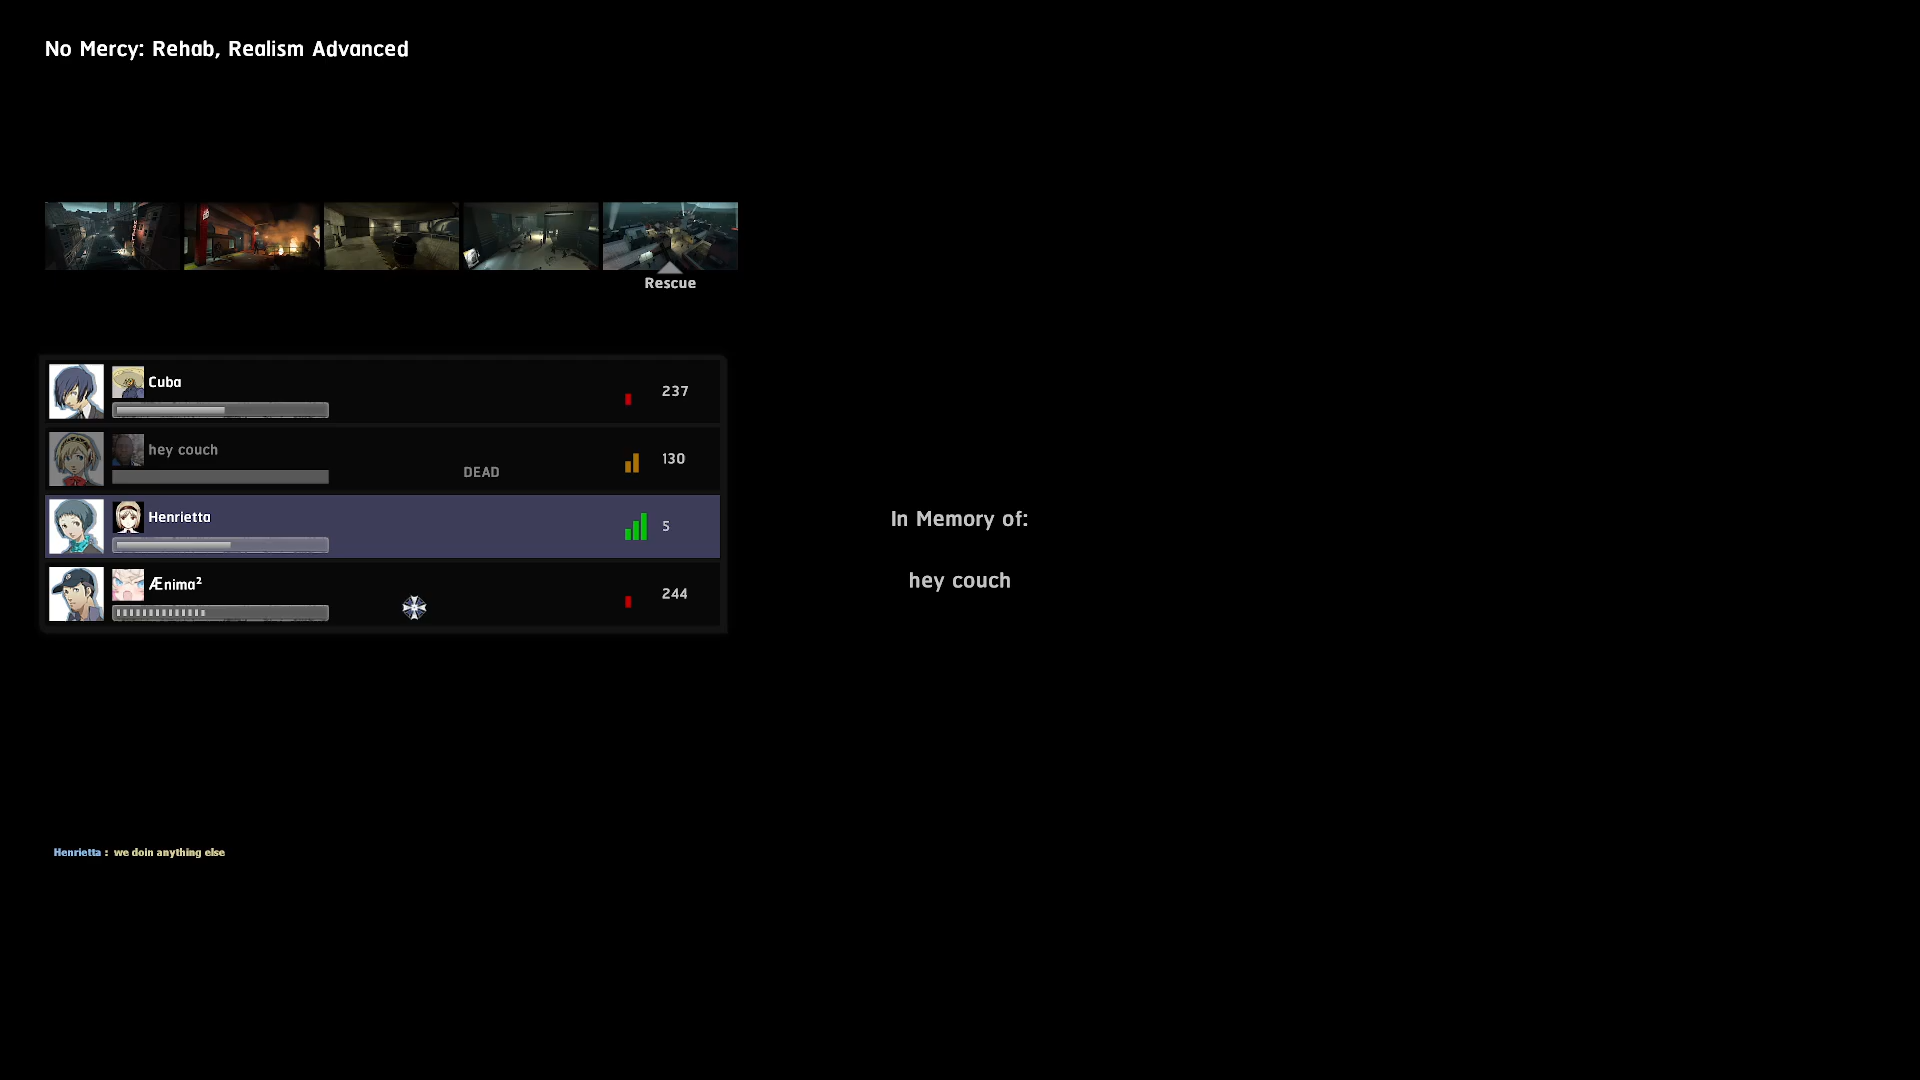 No Mercy: Rehab, Realism Advanced
Rescue
Cuba
237
hey couch
DEAD
130
Henrietta
5
Ænima²
244
In Memory of:
hey couch
Henrietta : we doin anything else